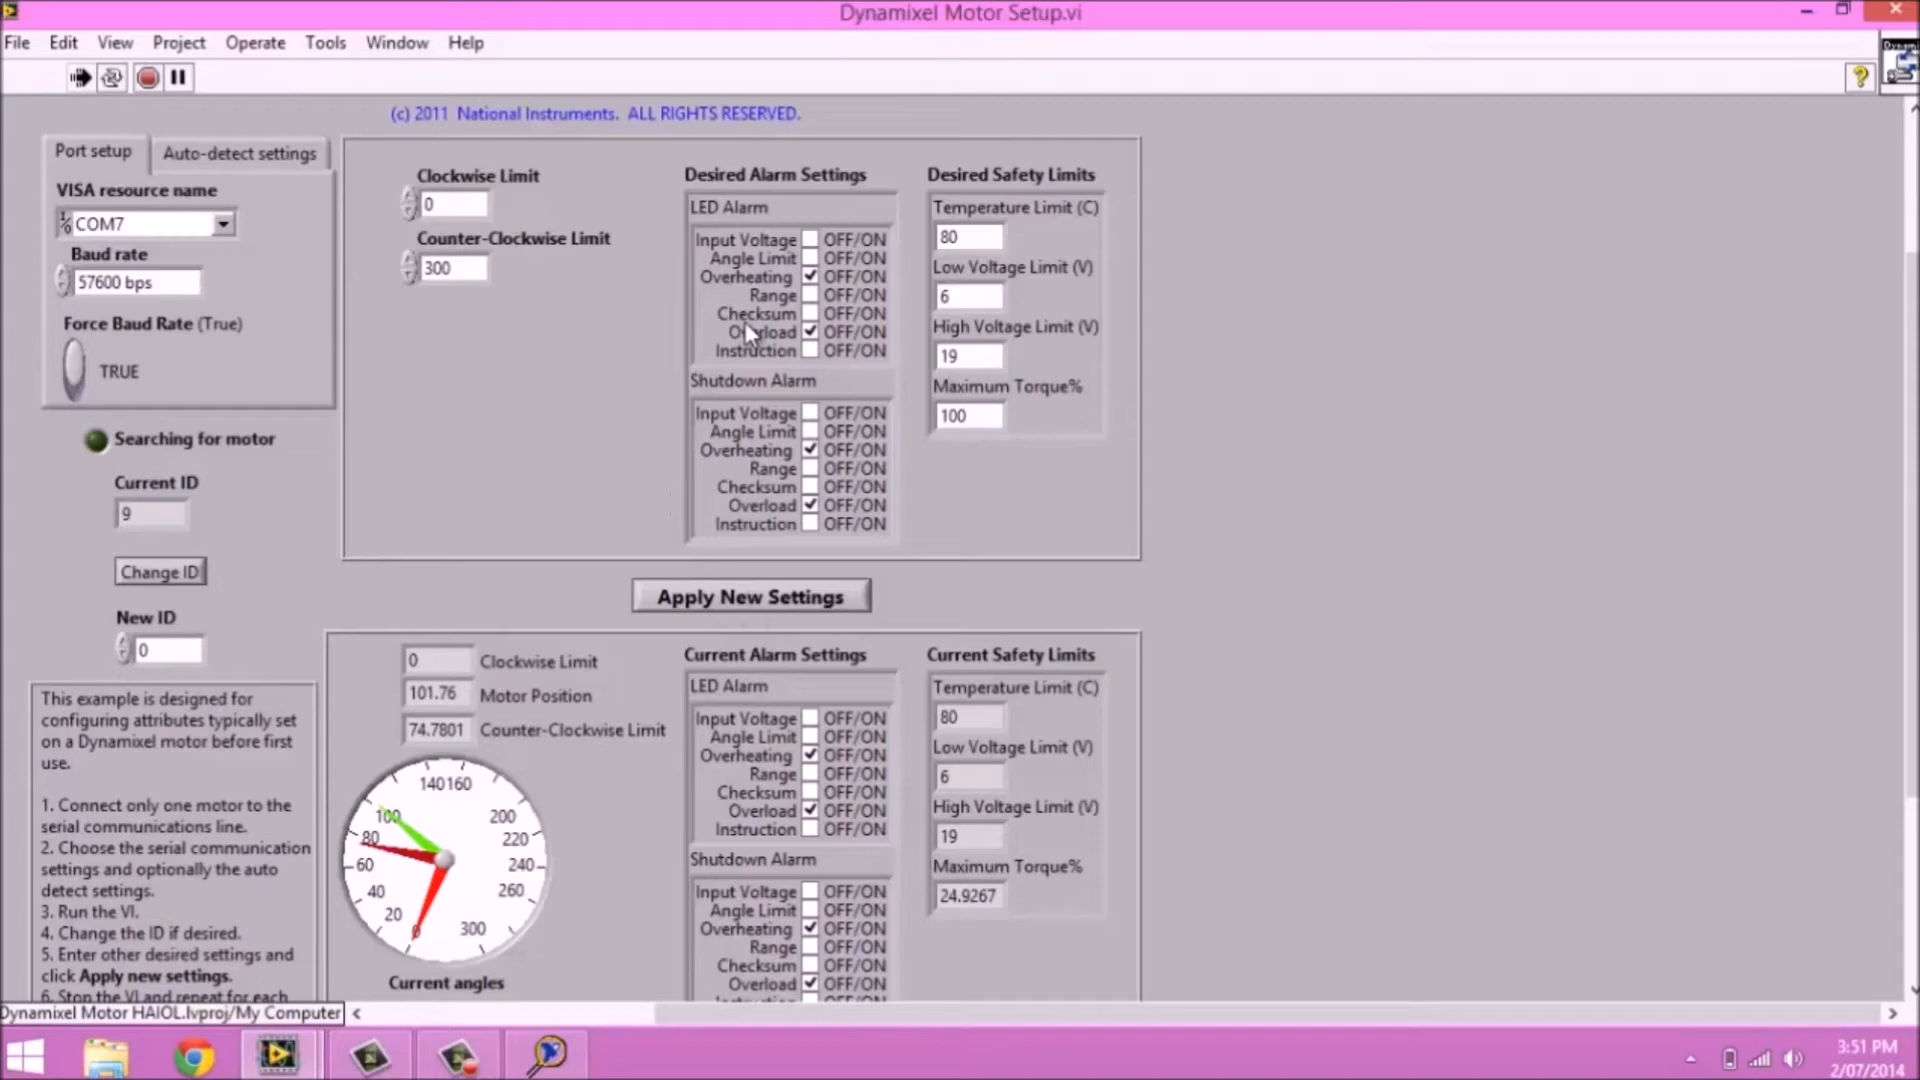 Dynamixel Motor Setup.vi
File Edit View Project Operate Tools Window Help
(c) 2011 National Instruments. ALL RIGHTS RESERVED.
Port setup
Auto-detect settings
VISA resource name
COM7
Baud rate
57600 bps
Force Baud Rate (True)
TRUE
Searching for motor
Current ID
9
Change ID
New ID
0
This example is designed for
configuring attributes typically set
on a Dynamixel motor before first
use.
1. Connect only one motor to the
serial communications line.
2. Choose the serial communication
settings and optionally the auto
detect settings.
3. Run the VI.
4. Change the ID if desired.
5. Enter other desired settings and
click Apply new settings.
6. Stop the VI and repeat for each
Clockwise Limit
0
Counter-Clockwise Limit
300
Desired Alarm Settings
LED Alarm
Input Voltage OFF/ON
Angle Limit OFF/ON
Overheating OFF/ON
Range OFF/ON
Checksum OFF/ON
Overload OFF/ON
Instruction OFF/ON
Shutdown Alarm
Input Voltage OFF/ON
Angle Limit OFF/ON
Overheating OFF/ON
Range OFF/ON
Checksum OFF/ON
Overload OFF/ON
Instruction OFF/ON
Desired Safety Limits
Temperature Limit (C)
80
Low Voltage Limit (V)
6
High Voltage Limit (V)
19
Maximum Torque%
100
Apply New Settings
0 Clockwise Limit
101.76 Motor Position
74.7801 Counter-Clockwise Limit
140 160
100 200
80 220
60 240
40 260
20 300
0
Current angles
Current Alarm Settings
LED Alarm
Input Voltage OFF/ON
Angle Limit OFF/ON
Overheating OFF/ON
Range OFF/ON
Checksum OFF/ON
Overload OFF/ON
Instruction OFF/ON
Shutdown Alarm
Input Voltage OFF/ON
Angle Limit OFF/ON
Overheating OFF/ON
Range OFF/ON
Checksum OFF/ON
Overload OFF/ON
Current Safety Limits
Temperature Limit (C)
80
Low Voltage Limit (V)
6
High Voltage Limit (V)
19
Maximum Torque%
24.9267
Dynamixel Motor HAIOL.lvproj/My Computer
3:51 PM
2/07/2014